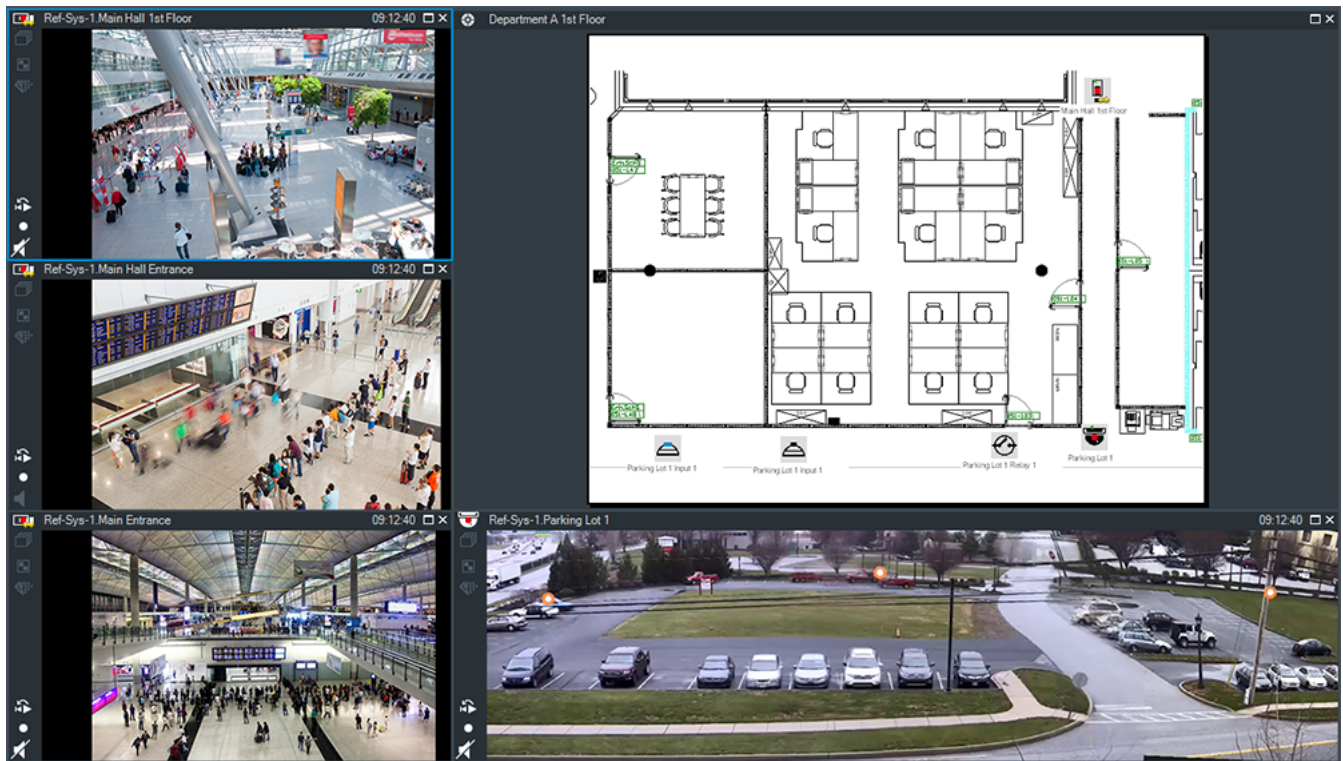 Ref-Sys-1.Main Hall 1st Floor 09:12:40
Department A 1st Floor
Main Hall 1st Floor
Parking Lot 1 Input 1
Parking Lot 1 Input 1
Parking Lot 1 Relay 1
Parking Lot 1
Ref-Sys-1.Main Hall Entrance 09:12:40
Ref-Sys-1.Main Entrance 09:12:40
Ref-Sys-1.Parking Lot 1 09:12:40